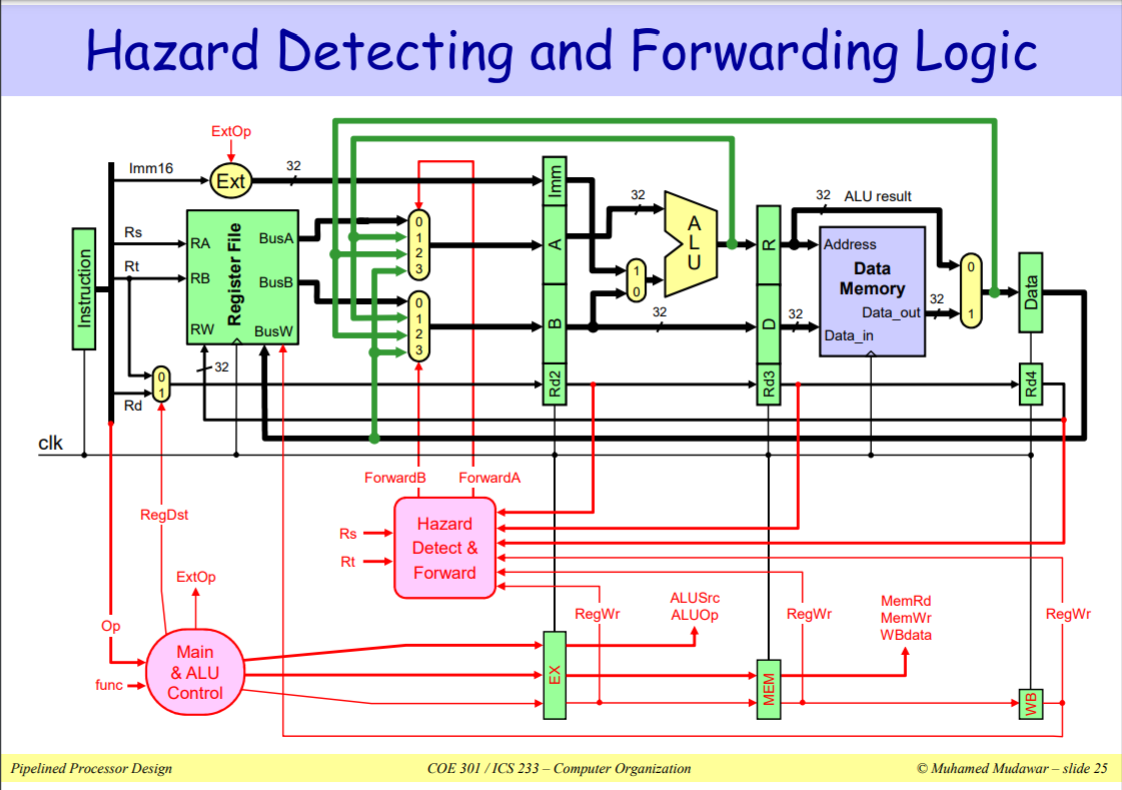 Hazard Detecting and Forwarding Logic
ExtOp
Imm16
Ext
32
Imm
Rs
Rt
Rd
Instruction
RA
RB
RW
Register File
BusA
BusB
BusW
32
0
1
0
1
2
3
0
1
2
3
A
B
Rd2
1
0
32
32
A
L
U
R
D
Rd3
32
32
ALU result
Address
Data
Memory
Data_out
Data_in
32
0
1
Data
Rd4
clk
ForwardB
ForwardA
RegDst
Rs
Rt
Hazard
Detect &
Forward
ExtOp
Op
func
Main
& ALU
Control
EX
RegWr
ALUSrc
ALUOp
MEM
RegWr
MemRd
MemWr
WBdata
RegWr
WB
Pipelined Processor Design
COE 301 / ICS 233 – Computer Organization
© Muhamed Mudawar – slide 25